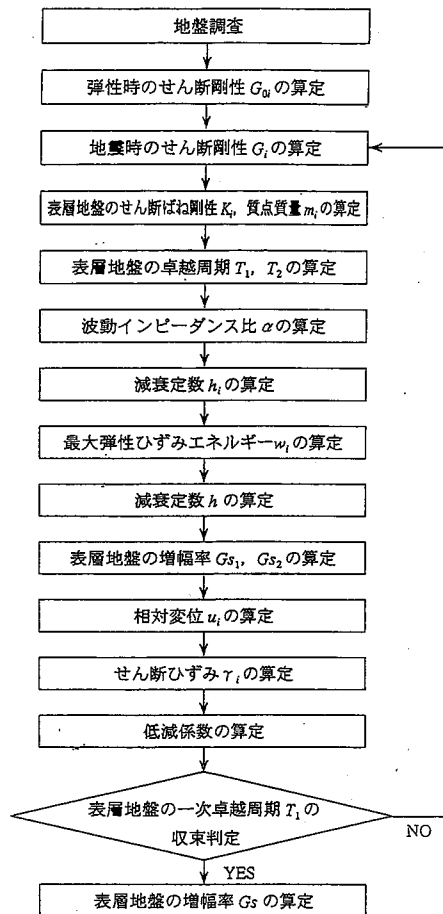 地盤調査
弾性時のせん断剛性 G0i の算定
地震時のせん断剛性 Gi の算定
表層地盤のせん断ばね剛性 Ki, 質点質量 mi の算定
表層地盤の卓越周期 T1, T2 の算定
波動インピーダンス比 α の算定
減衰定数 hi の算定
最大弾性ひずみエネルギー wi の算定
減衰定数 h の算定
表層地盤の増幅率 Gs1, Gs2 の算定
相対変位 ui の算定
せん断ひずみ γi の算定
低減係数の算定
表層地盤の一次卓越周期 T1 の
収束判定
NO
YES
表層地盤の増幅率 Gs の算定